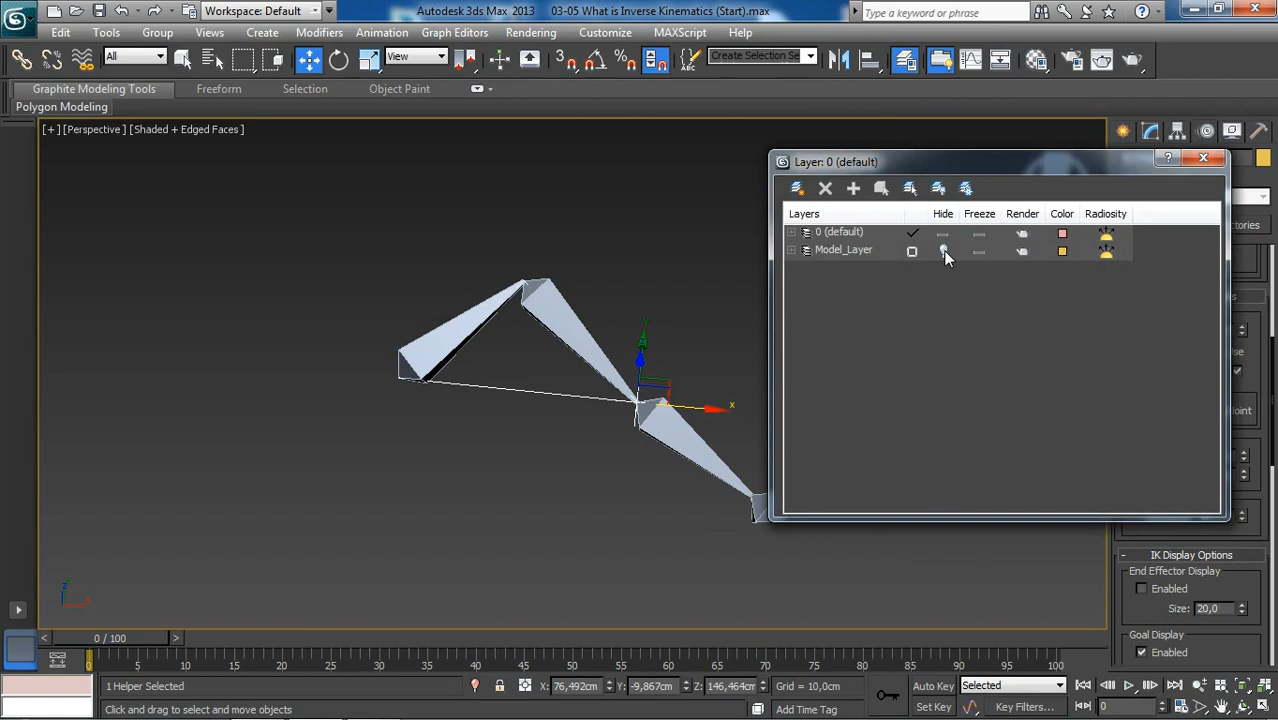 Workspace: Default
Autodesk 3ds Max 2013
03-05 What is Inverse Kinematics (Start).max
Type a keyword or phrase
Edit Tools Group Views Create Modifiers Animation Graph Editors Rendering Customize MAXScript Help
All
View
3
%
Create Selection Se
Graphite Modeling Tools Freeform Selection Object Paint
Polygon Modeling
[+] [Perspective] [Shaded + Edged Faces]
Layer: 0 (default)
?
Layers Hide Freeze Render Color Radiosity
0 (default)
Model_Layer
x
z
x
IK Display Options
End Effector Display
Enabled
Size: 20,0
Goal Display
Enabled
0 / 100
0 5 10 15 20 25 30 35 40 45 50 55 60 65 70 75 80 85 90 95 100
1 Helper Selected
X: 76,492cm Y: -9,867cm Z: 146,464cm Grid = 10,0cm
Auto Key Selected
Click and drag to select and move objects
Add Time Tag
Set Key Key Filters... 0